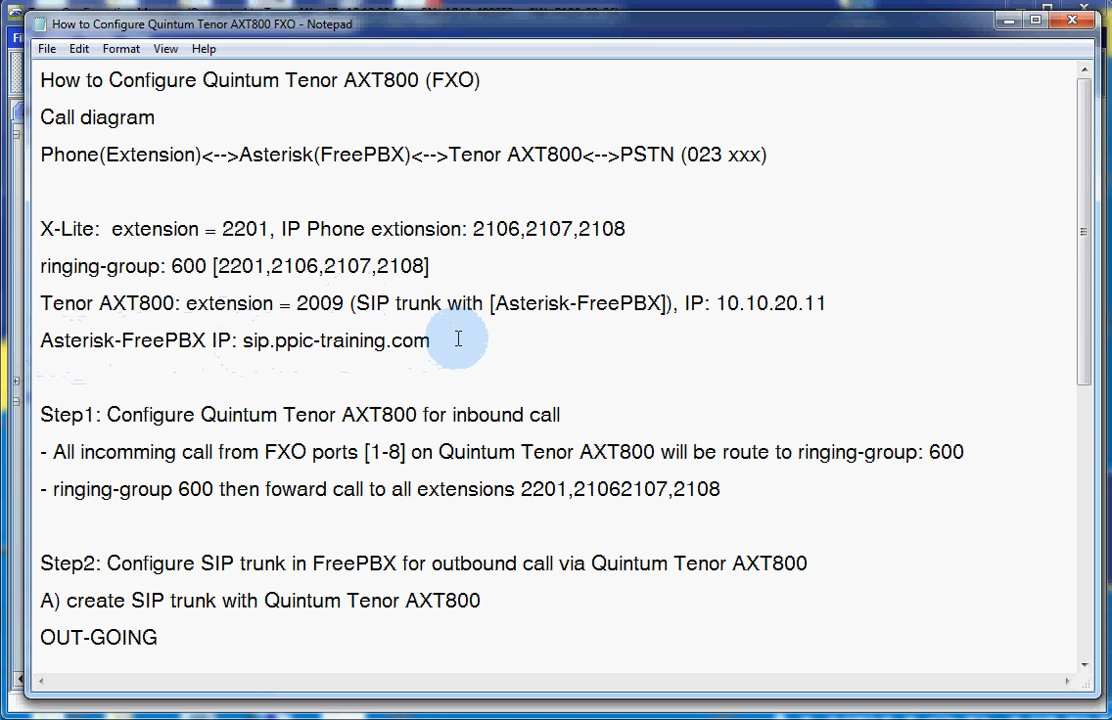 How to Configure Quintum Tenor AXT800 FXO - Notepad
File Edit Format View Help
How to Configure Quintum Tenor AXT800 (FXO)
Call diagram
Phone(Extension)<-->Asterisk(FreePBX)<-->Tenor AXT800<-->PSTN (023 xxx)
X-Lite:  extension = 2201, IP Phone extionsion: 2106,2107,2108
ringing-group: 600 [2201,2106,2107,2108]
Tenor AXT800: extension = 2009 (SIP trunk with [Asterisk-FreePBX]), IP: 10.10.20.11
Asterisk-FreePBX IP: sip.ppic-training.com
Step1: Configure Quintum Tenor AXT800 for inbound call
- All incomming call from FXO ports [1-8] on Quintum Tenor AXT800 will be route to ringing-group: 600
- ringing-group 600 then foward call to all extensions 2201,21062107,2108
Step2: Configure SIP trunk in FreePBX for outbound call via Quintum Tenor AXT800
A) create SIP trunk with Quintum Tenor AXT800
OUT-GOING